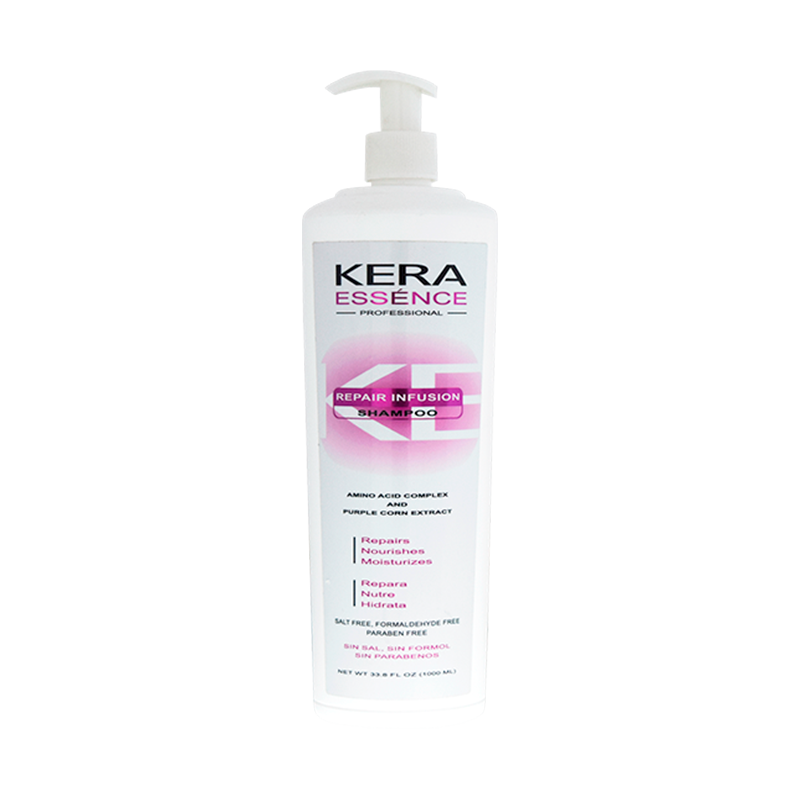 KERA
ESSÉNCE
PROFESSIONAL
KE
REPAIR INFUSION
SHAMPOO
AMINO ACID COMPLEX
AND
PURPLE CORN EXTRACT
Repairs
Nourishes
Moisturizes
Repara
Nutre
Hidrata
SALT FREE, FORMALDEHYDE FREE
PARABEN FREE
SIN SAL, SIN FORMOL
SIN PARABENOS
NET WT 33.8 FL OZ (1000 ML)